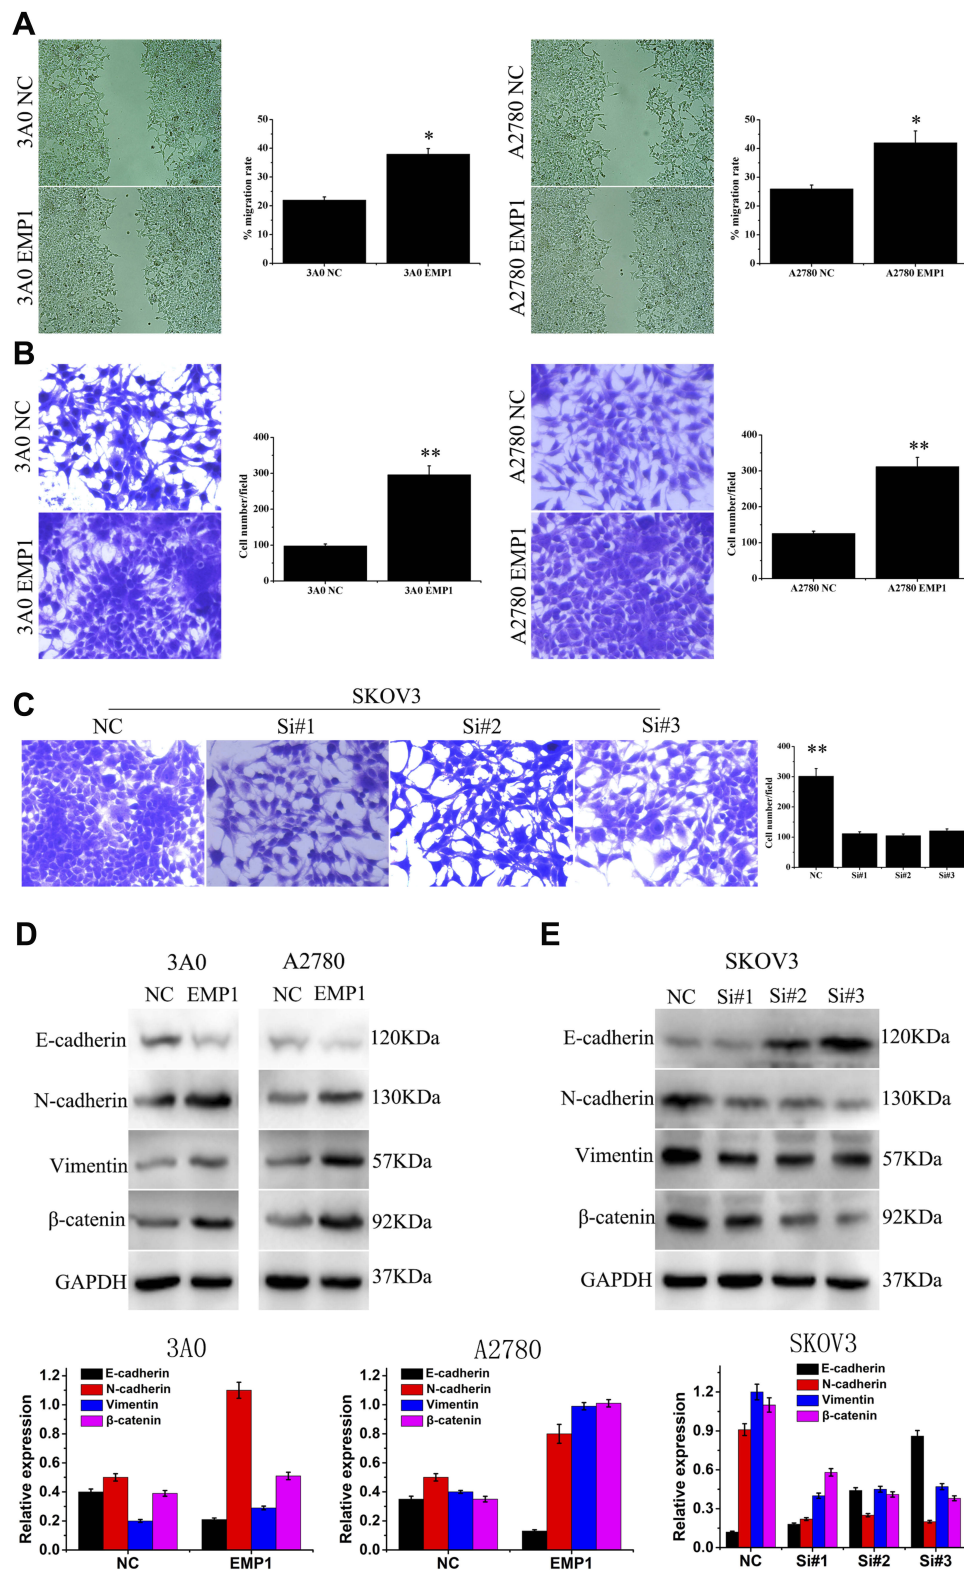 A
3A0 NC
3A0 EMP1
% migration rate
50
40
30
20
10
0
*
3A0 NC
3A0 EMP1
A2780 NC
A2780 EMP1
% migration rate
50
40
30
20
10
0
*
A2780 NC
A2780 EMP1
B
3A0 NC
3A0 EMP1
Cell number/field
400
300
200
100
0
**
3A0 NC
3A0 EMP1
A2780 NC
A2780 EMP1
Cell number/field
400
300
200
100
0
**
A2780 NC
A2780 EMP1
C
SKOV3
NC Si#1 Si#2 Si#3
Cell number/field
400
300
200
100
0
**
NC Si#1 Si#2 Si#3
D
3A0 A2780
NC EMP1 NC EMP1
E-cadherin 120KDa
N-cadherin 130KDa
Vimentin 57KDa
β-catenin 92KDa
GAPDH 37KDa
E
SKOV3
NC Si#1 Si#2 Si#3
E-cadherin 120KDa
N-cadherin 130KDa
Vimentin 57KDa
β-catenin 92KDa
GAPDH 37KDa
3A0
Relative expression
1.2
1.0
0.8
0.6
0.4
0.2
0.0
E-cadherin
N-cadherin
Vimentin
β-catenin
NC EMP1
A2780
Relative expression
1.2
1.0
0.8
0.6
0.4
0.2
0.0
E-cadherin
N-cadherin
Vimentin
β-catenin
NC EMP1
SKOV3
Relative expression
1.2
0.9
0.6
0.3
0.0
E-cadherin
N-cadherin
Vimentin
β-catenin
NC Si#1 Si#2 Si#3